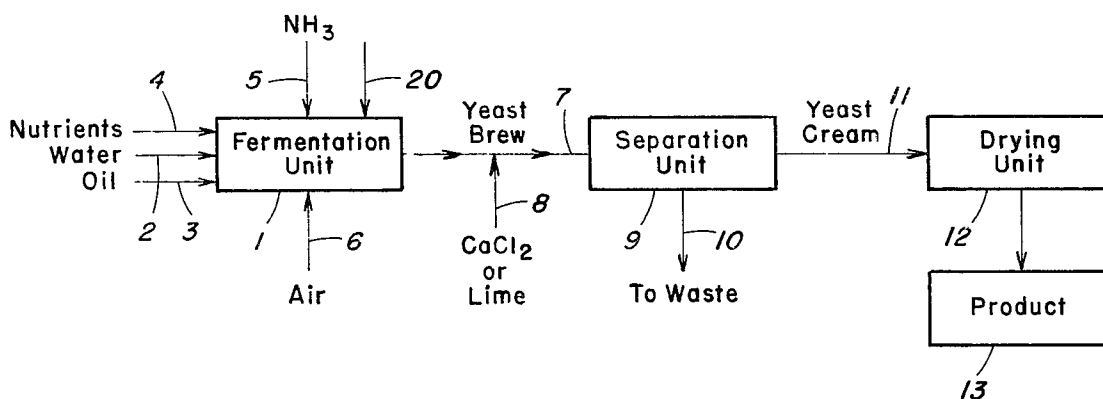 NH3
5
20
4
Nutrients
Water
Oil
Fermentation
Unit
2
3
1
6
Air
Yeast
Brew
7
8
CaCl2
or
Lime
Separation
Unit
9
10
To Waste
Yeast
Cream
11
Drying
Unit
12
Product
13